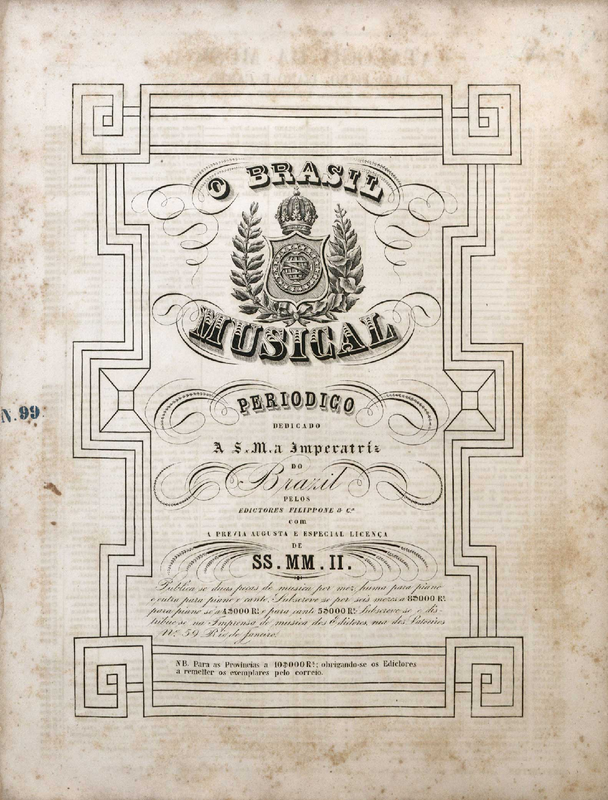 O BRASIL
MUSICAL
N. 99
PERIODICO
DEDICADO
A S.M.a Imperatriz
DO
Brazil
PELOS
EDICTORES FILIPPONE & Cª
com
A PREVIA AUGUSTA E ESPECIAL LICENÇA
DE
SS. MM. II.
Publica se duas peças de musica por mez huma para piano
e outra para piano e canto. Subscreve se por seis mezes a 8$000 Rs
para piano só a 4$000 Rs e para canto 5$000 Rs Subscreve-se e dis-
tribue-se na Imprensa de musica dos Edictores, rua dos Latoeiros
Nº 59 Rio de Janeiro.
NB. Para as Provincias a 10$000 Rs; obrigando-se os Edictores
a remetter os exemplares pelo correio.